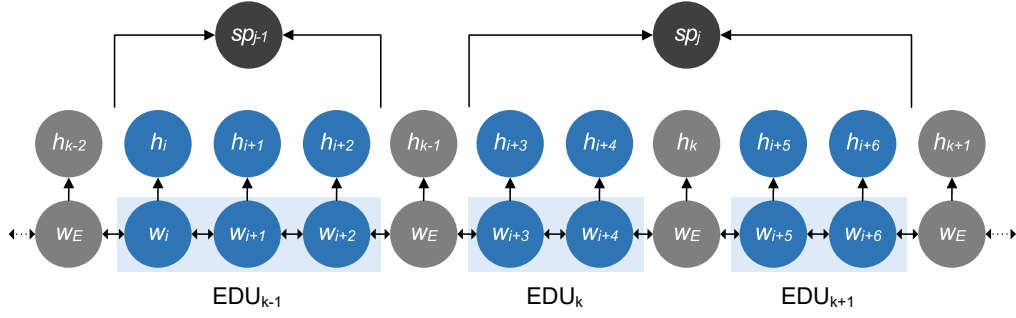 sp_{j-1} sp_j
h_{k-2} h_i h_{i+1} h_{i+2} h_{k-1} h_{i+3} h_{i+4} h_k h_{i+5} h_{i+6} h_{k+1}
w_E w_i w_{i+1} w_{i+2} w_E w_{i+3} w_{i+4} w_E w_{i+5} w_{i+6} w_E
EDU_{k-1} EDU_k EDU_{k+1}